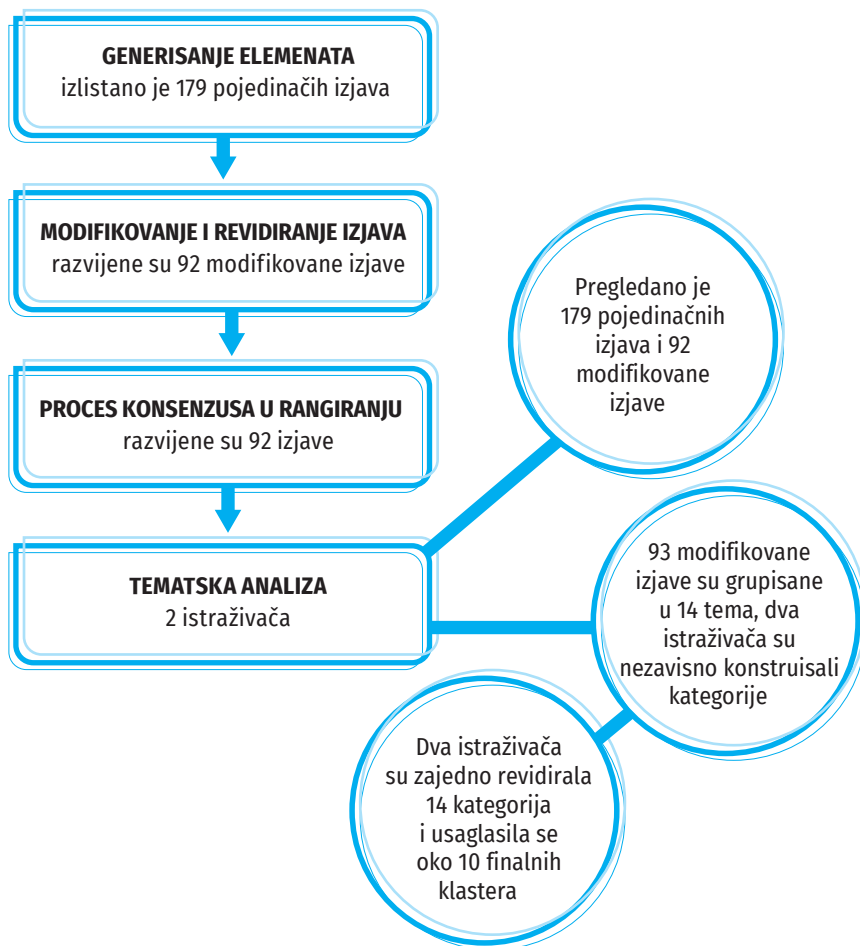 GENERISANJE ELEMENATA
izlistano je 179 pojedinačih izjava
MODIFIKOVANJE I REVIDIRANJE IZJAVA
razvijene su 92 modifikovane izjave
PROCES KONSENZUSA U RANGIRANJU
razvijene su 92 izjave
TEMATSKA ANALIZA
2 istraživača
Pregledano je
179 pojedinačnih
izjava i 92
modifikovane
izjave
93 modifikovane
izjave su grupisane
u 14 tema, dva
istraživača su
nezavisno konstruisali
kategorije
Dva istraživača
su zajedno revidirala
14 kategorija
i usaglasila se
oko 10 finalnih
klastera